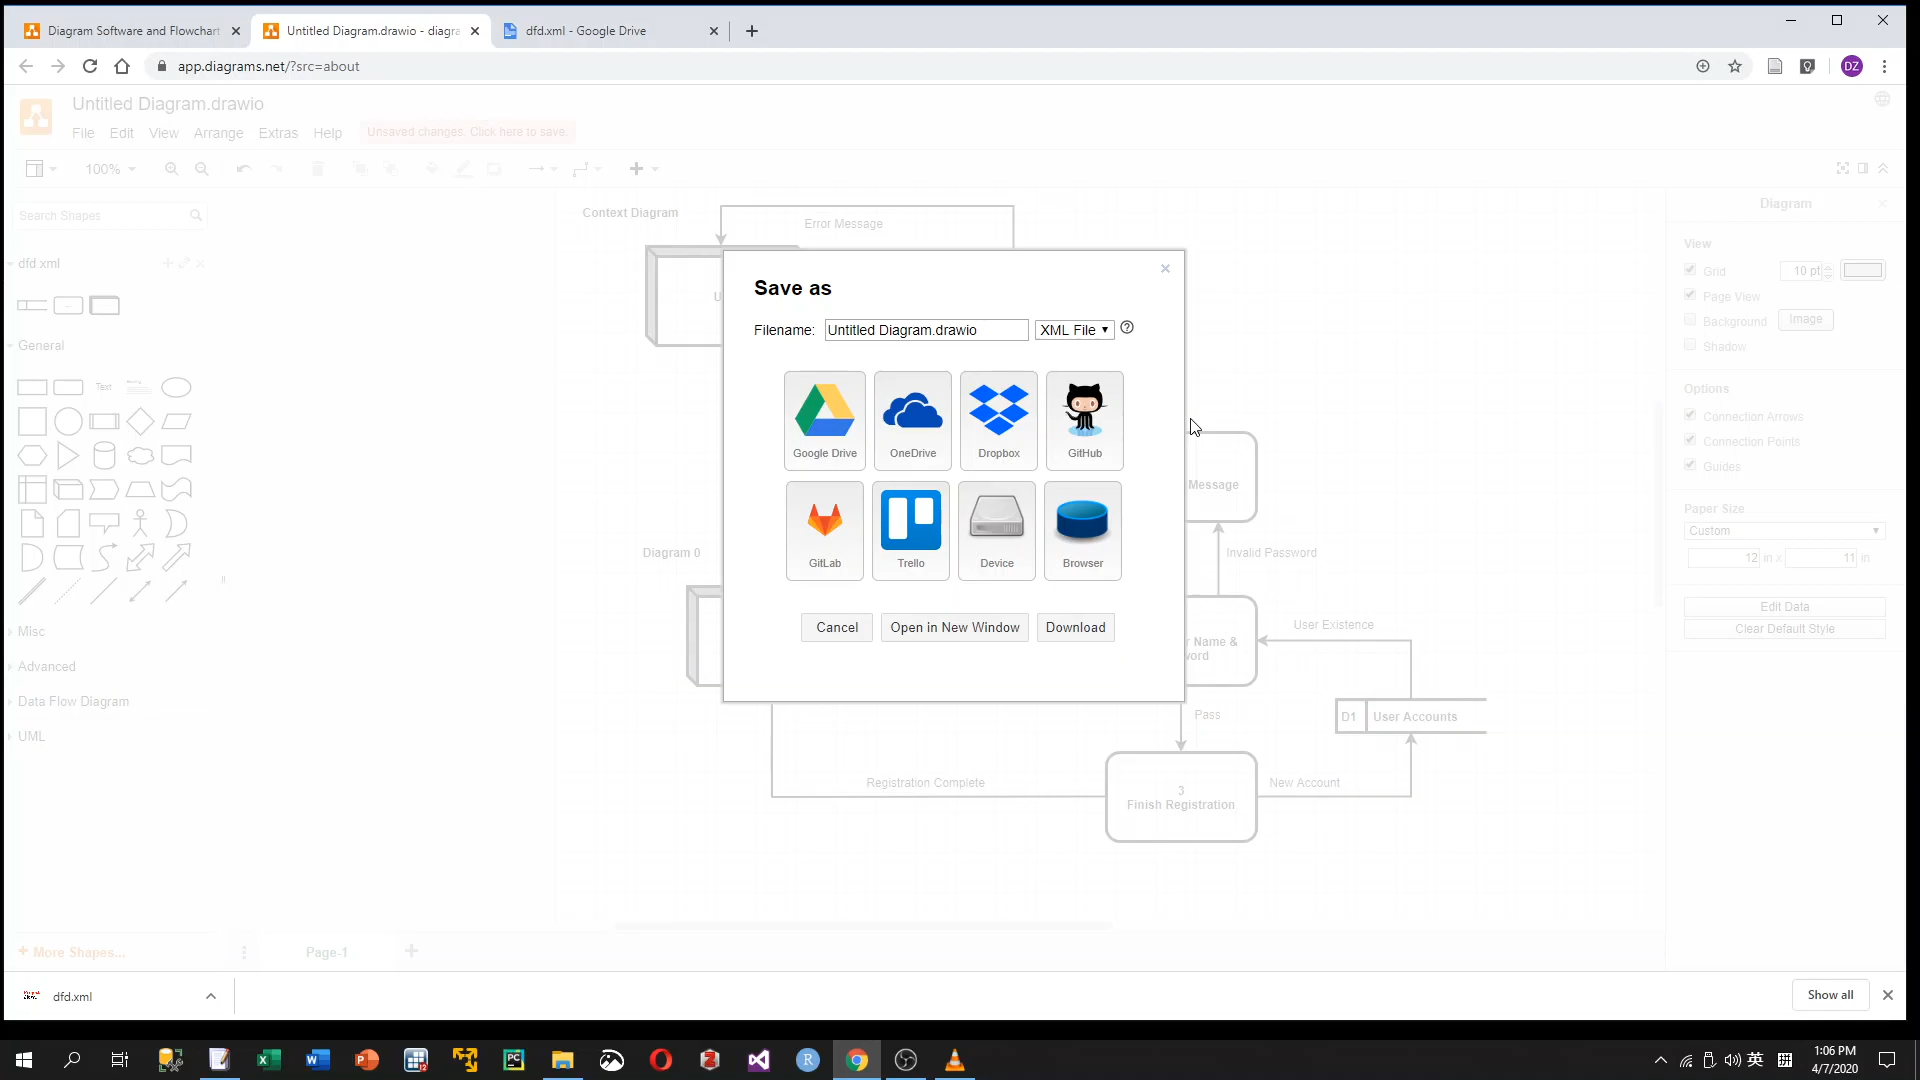 Diagram Software and Flowchart
Untitled Diagram.drawio - diagra
dfd.xml - Google Drive
app.diagrams.net/?src=about
DZ
Untitled Diagram.drawio
File Edit View Arrange Extras Help
Unsaved changes. Click here to save.
100%
Search Shapes
dfd.xml
General
Text
Misc
Advanced
Data Flow Diagram
UML
+ More Shapes...
Page-1
Context Diagram
Error Message
U
Diagram 0
Message
Invalid Password
r Name &
vord
User Existence
D1 User Accounts
Pass
Registration Complete
3
Finish Registration
New Account
Save as
Filename: Untitled Diagram.drawio XML File
Google Drive OneDrive Dropbox GitHub
GitLab Trello Device Browser
Cancel Open in New Window Download
Diagram
View
Grid 10 pt
Page View
Background Image
Shadow
Options
Connection Arrows
Connection Points
Guides
Paper Size
Custom
12 in x 11 in
Edit Data
Clear Default Style
dfd.xml
Show all
英
拼
1:06 PM
4/7/2020